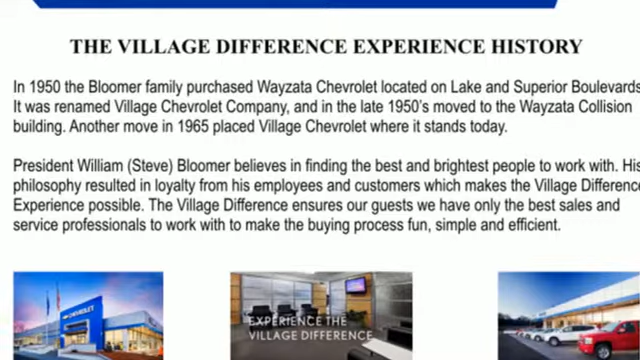 THE VILLAGE DIFFERENCE EXPERIENCE HISTORY
In 1950 the Bloomer family purchased Wayzata Chevrolet located on Lake and Superior Boulevards
It was renamed Village Chevrolet Company, and in the late 1950's moved to the Wayzata Collision
building. Another move in 1965 placed Village Chevrolet where it stands today.
President William (Steve) Bloomer believes in finding the best and brightest people to work with. His
philosophy resulted in loyalty from his employees and customers which makes the Village Difference
Experience possible. The Village Difference ensures our guests we have only the best sales and
service professionals to work with to make the buying process fun, simple and efficient.
CHEVROLET
EXPERIENCE THE
VILLAGE DIFFERENCE